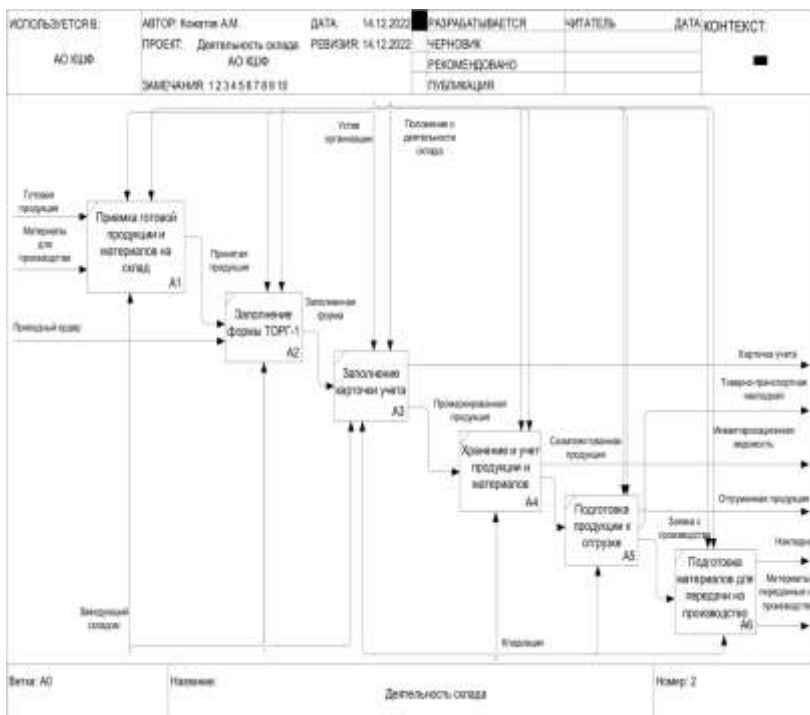 ИСПОЛЬЗУЕТСЯ В:
АО КШФ
АВТОР: Кожатов А.М.
ПРОЕКТ: Деятельность склада
АО КШФ
ЗАМЕЧАНИЯ: 1 2 3 4 5 6 7 8 9 10
ДАТА: 14.12.2022
РЕВИЗИЯ: 14.12.2022
РАЗРАБАТЫВАЕТСЯ
ЧЕРНОВИК
РЕКОМЕНДОВАНО
ПУБЛИКАЦИЯ
ЧИТАТЕЛЬ
ДАТА
КОНТЕКСТ:
Устав
организации
Положение о
деятельности
склада
Готовая
продукция
Материалы
для
производства
Приемка готовой
продукции и
материалов на
склад
A1
Принятая
продукция
Приходный ордер
Заполнение
формы ТОРГ-1
A2
Заполненная
форма
Заполнение
карточки учета
A3
Карточка учета
Товарно-транспортная
накладная
Промаркированная
продукция
Хранение и учет
продукции и
материалов
A4
Скомплектованная
продукция
Инвентаризационная
ведомость
Подготовка
продукции к
отгрузке
A5
Отгруженная продукция
Заявка с
производства
Подготовка
материалов для
передачи на
производство
A6
Накладн
Материалы
переданные
производств
Заведующий
складом
Кладовщик
Ветка: A0
Название:
Деятельность склада
Номер: 2